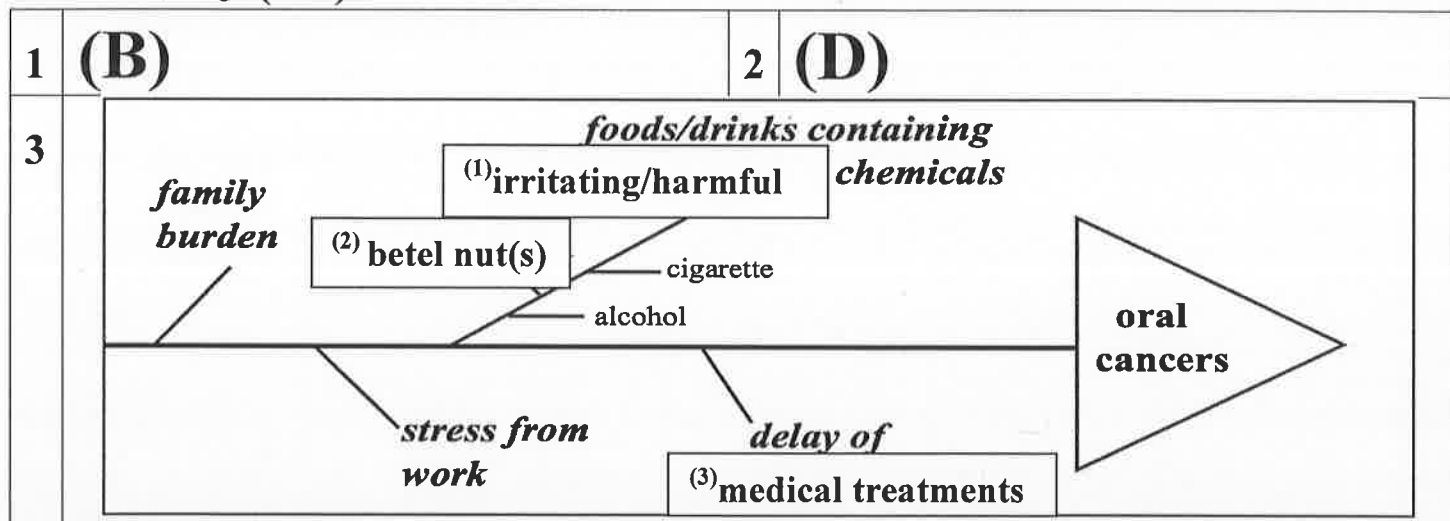 1 (B) 2 (D)
3
foods/drinks containing
(1)irritating/harmful chemicals
family
burden
(2) betel nut(s)
cigarette
alcohol
oral
cancers
stress from
work
delay of
(3)medical treatments